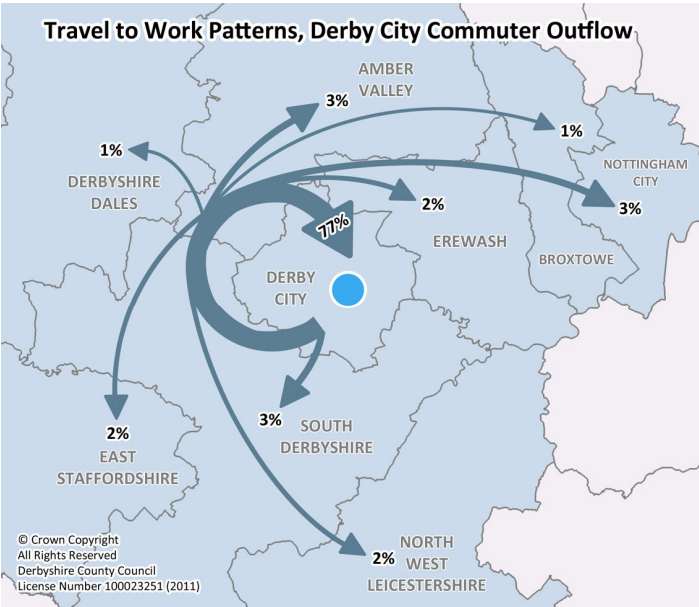 Travel to Work Patterns, Derby City Commuter Outflow
AMBER
VALLEY
3%
1%
1%
DERBYSHIRE
DALES
NOTTINGHAM
CITY
2%
3%
77%
EREWASH
BROXTOWE
DERBY
CITY
3%
SOUTH
DERBYSHIRE
2%
EAST
STAFFORDSHIRE
NORTH
WEST
LEICESTERSHIRE
2%
© Crown Copyright
All Rights Reserved
Derbyshire County Council
License Number 100023251 (2011)